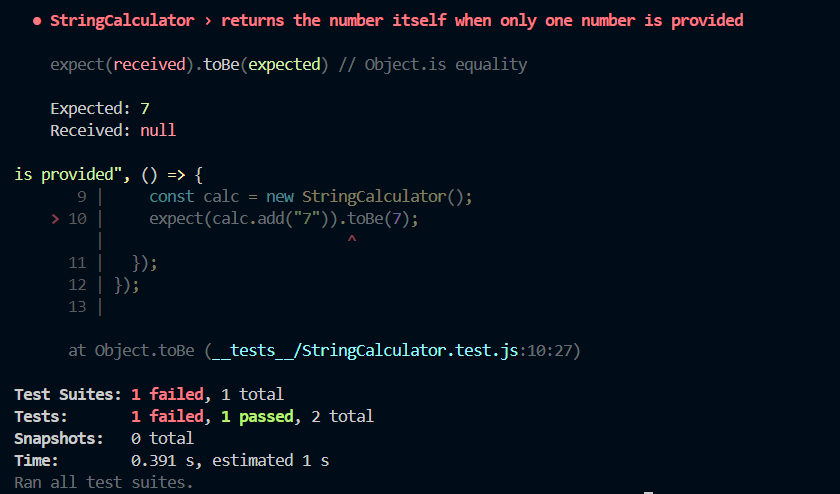 ● StringCalculator › returns the number itself when only one number is provided
expect(received).toBe(expected) // Object.is equality
Expected: 7
Received: null
is provided", () => {
9 |     const calc = new StringCalculator();
> 10 |     expect(calc.add("7")).toBe(7);
|                           ^
11 |   });
12 | });
13 |
at Object.toBe (__tests__/StringCalculator.test.js:10:27)
Test Suites: 1 failed, 1 total
Tests:       1 failed, 1 passed, 2 total
Snapshots:   0 total
Time:        0.391 s, estimated 1 s
Ran all test suites.